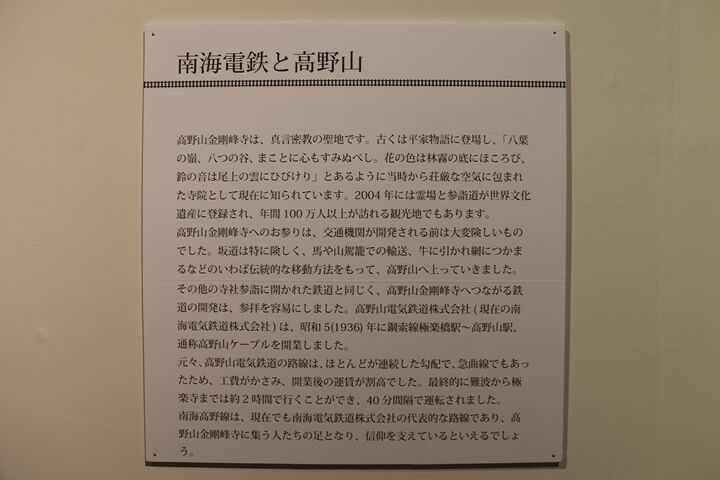 南海電鉄と高野山
高野山金剛峰寺は、真言密教の聖地です。古くは平家物語に登場し、「八葉
の嶺、八つの谷、まことに心もすみぬべし。花の色は林霧の底にほころび、
鈴の音は尾上の雲にひびけり」とあるように当時から荘厳な空気に包まれ
た寺院として現在に知られています。2004 年には霊場と参詣道が世界文化
遺産に登録され、年間 100 万人以上が訪れる観光地でもあります。
高野山金剛峰寺へのお参りは、交通機関が開発される前は大変険しいもの
でした。坂道は特に険しく、馬や山駕籠での輸送、牛に引かれ網につかま
るなどのいわば伝統的な移動方法をもって、高野山へ上っていきました。
その他の寺社参詣に開かれた鉄道と同じく、高野山金剛峰寺へつながる鉄
道の開発は、参拝を容易にしました。高野山電気鉄道株式会社 ( 現在の南
海電気鉄道株式会社 ) は、昭和 5(1936) 年に鋼索線極楽橋駅〜高野山駅、
通称高野山ケーブルを開業しました。
元々、高野山電気鉄道の路線は、ほとんどが連続した勾配で、急曲線でもあっ
たため、工費がかさみ、開業後の運賃が割高でした。最終的に難波から極
楽寺までは約 2 時間で行くことができ、40 分間隔で運転されました。
南海高野線は、現在でも南海電気鉄道株式会社の代表的な路線であり、高
野山金剛峰寺に集う人たちの足となり、信仰を支えているといえるでしょ
う。